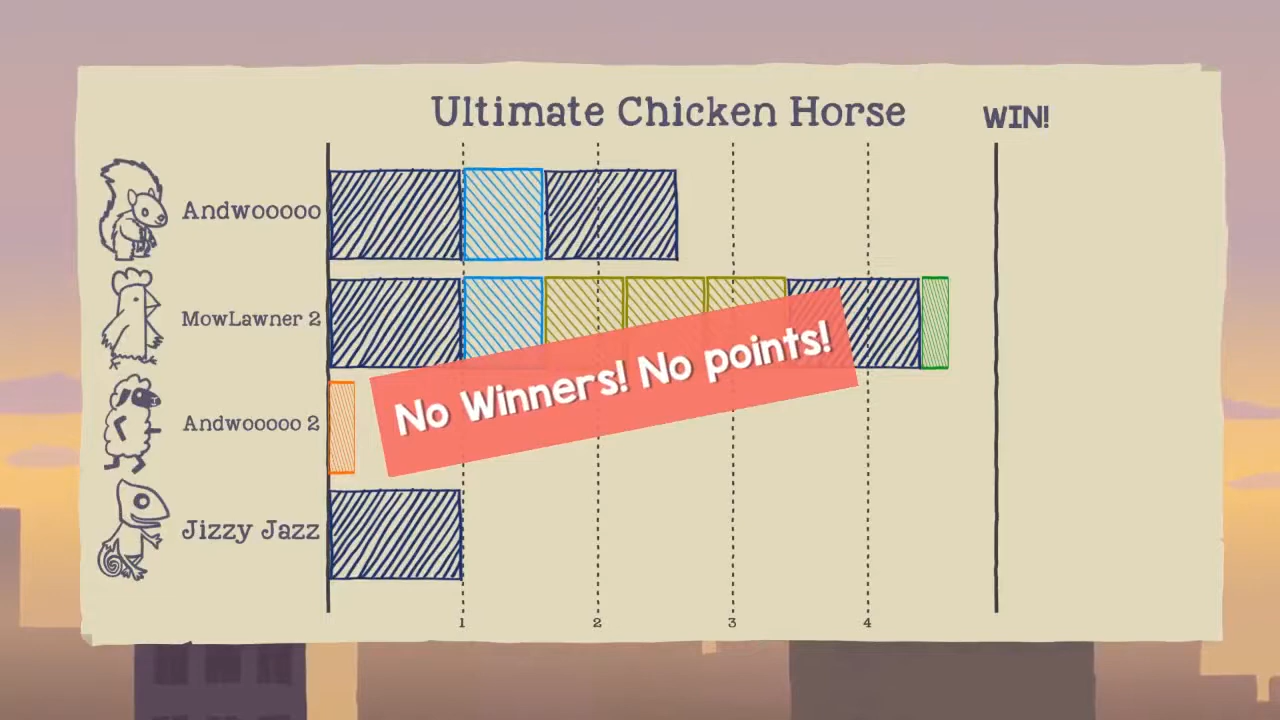 Ultimate Chicken Horse
WIN!
Andwooooo
MowLawner 2
No Winners! No points!
Andwooooo 2
Jizzy Jazz
1 2 3 4